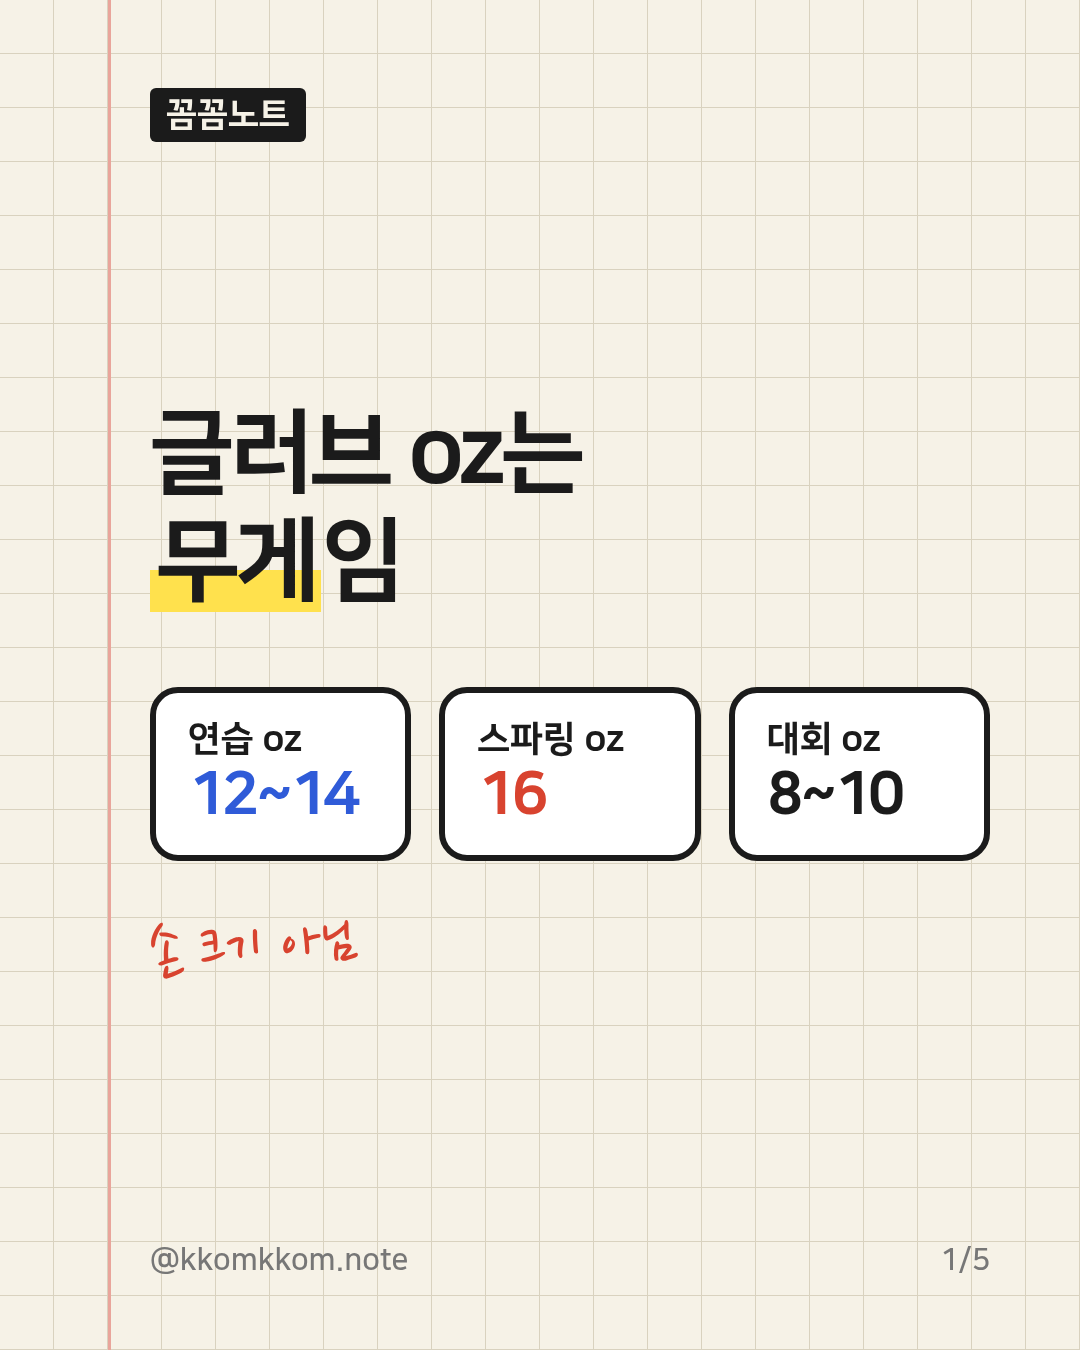 꼼꼼노트
글러브 oz는
무게임
연습 oz
12~14
스파링 oz
16
대회 oz
8~10
손 크기 아님
@kkomkkom.note
1/5